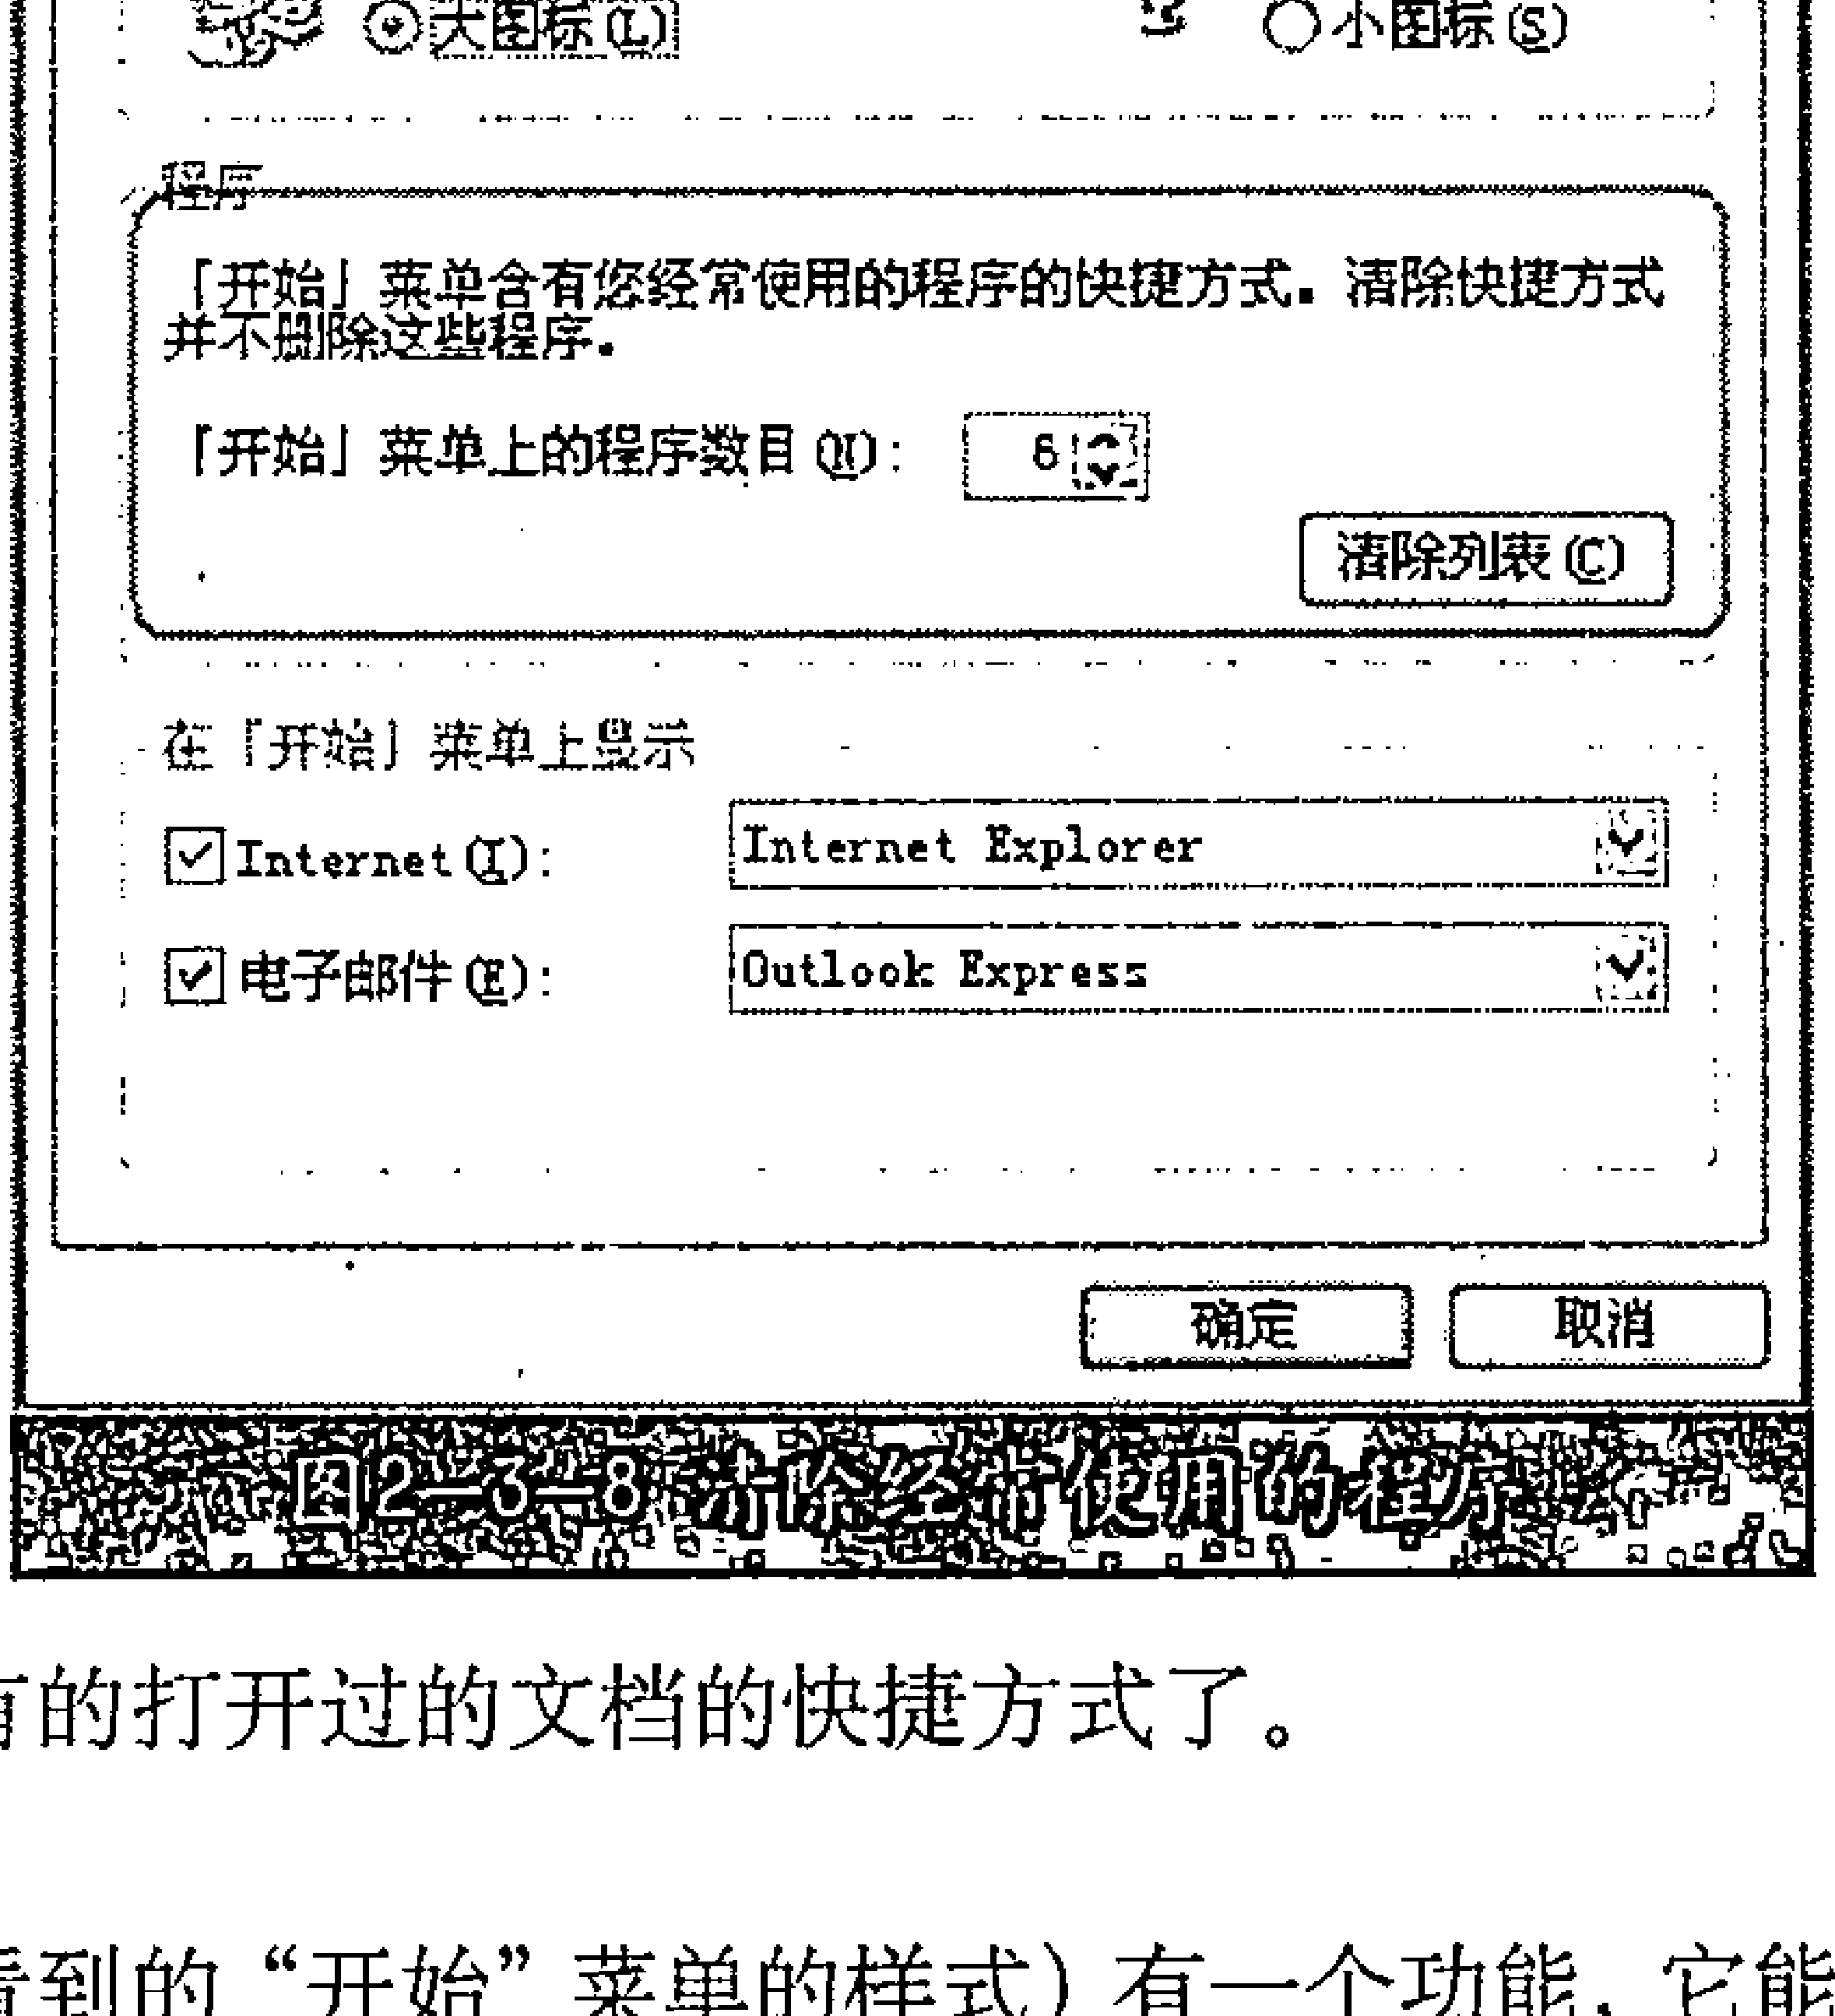 大图标(L) 小图标(S)
程序
「开始」菜单含有您经常使用的程序的快捷方式。清除快捷方式
并不删除这些程序。
「开始」菜单上的程序数目(N): 6
清除列表(C)
在「开始」菜单上显示
Internet(I): Internet Explorer
电子邮件(E): Outlook Express
确定 取消
图2-3-8 清除经常使用的程序
有的打开过的文档的快捷方式了。
看到的“开始”菜单的样式）有一个功能，它能